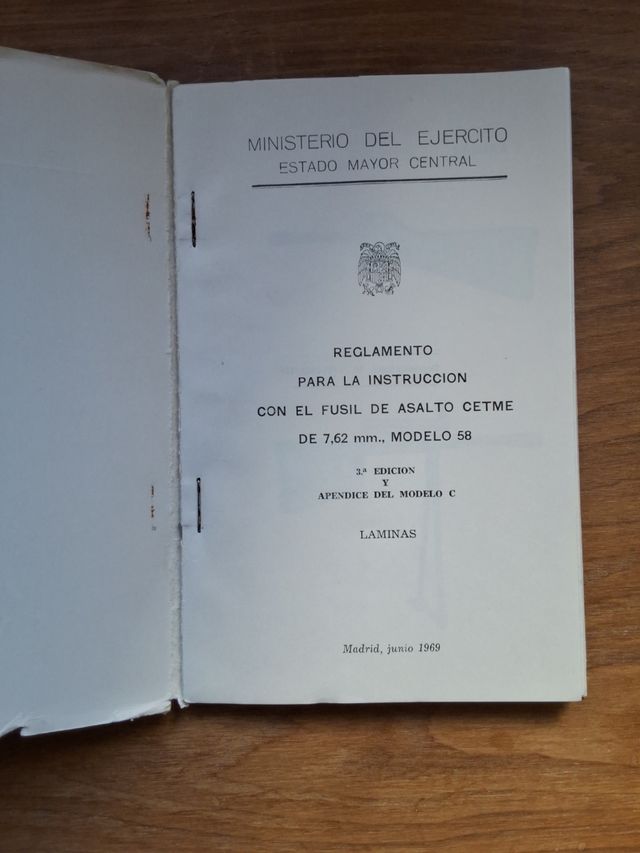 MINISTERIO DEL EJERCITO
ESTADO MAYOR CENTRAL
REGLAMENTO
PARA LA INSTRUCCION
CON EL FUSIL DE ASALTO CETME
DE 7,62 mm., MODELO 58
3.ª EDICION
Y
APENDICE DEL MODELO C
LAMINAS
Madrid, junio 1969